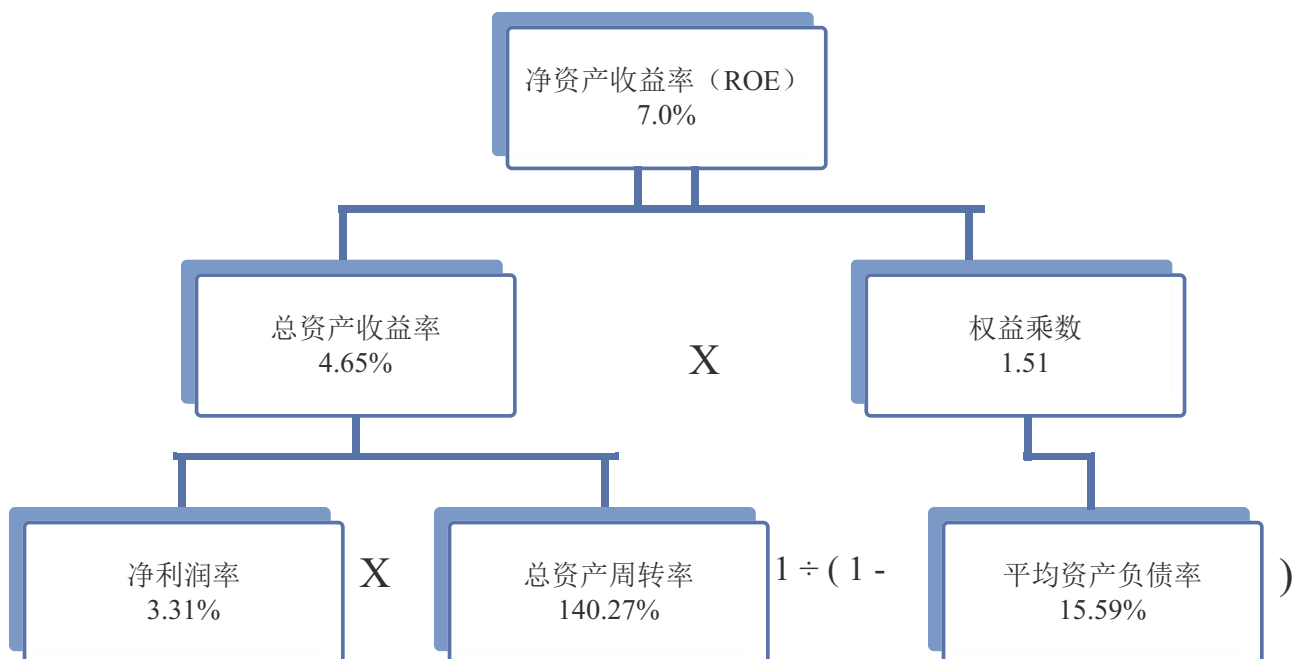 净资产收益率（ROE）
7.0%
总资产收益率
4.65%
X
权益乘数
1.51
净利润率
3.31%
X
总资产周转率
140.27%
1 ÷ ( 1 -
平均资产负债率
15.59%
)